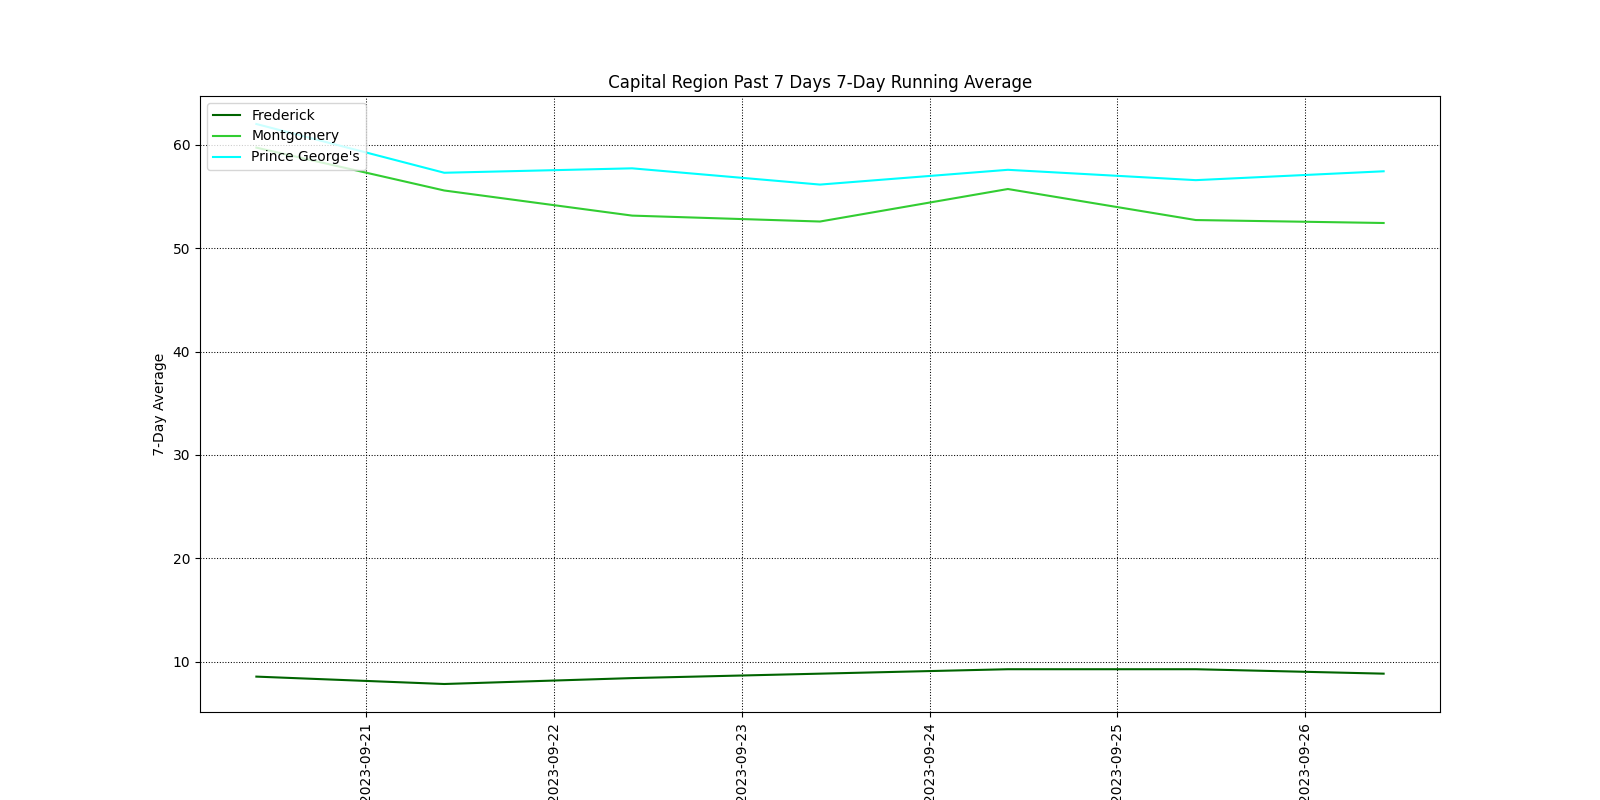 Capital Region Past 7 Days 7-Day Running Average
Frederick
Montgomery
Prince George's
60
50
40
30
20
10
7-Day Average
2023-09-21
2023-09-22
2023-09-23
2023-09-24
2023-09-25
2023-09-26